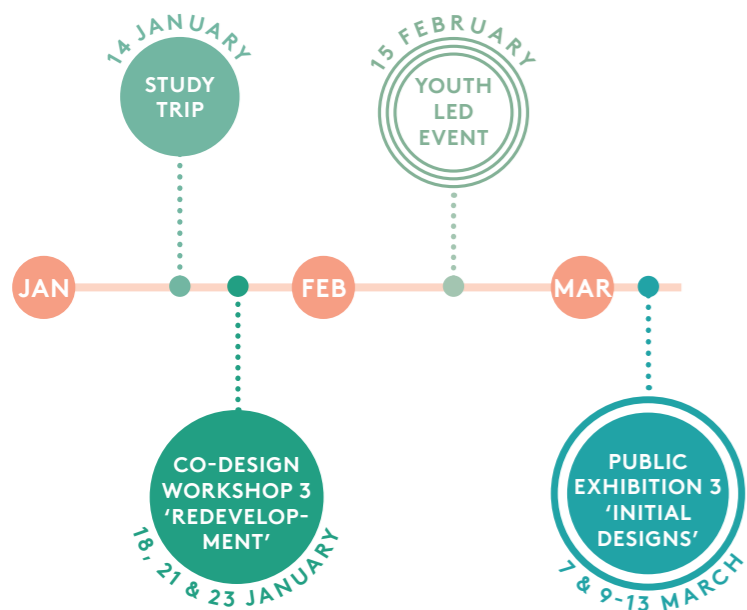 14 JANUARY
STUDY
TRIP
15 FEBRUARY
YOUTH
LED
EVENT
JAN
FEB
MAR
CO-DESIGN
WORKSHOP 3
‘REDEVELOP-
MENT’
18, 21 & 23 JANUARY
PUBLIC
EXHIBITION 3
‘INITIAL
DESIGNS’
7 & 9-13 MARCH